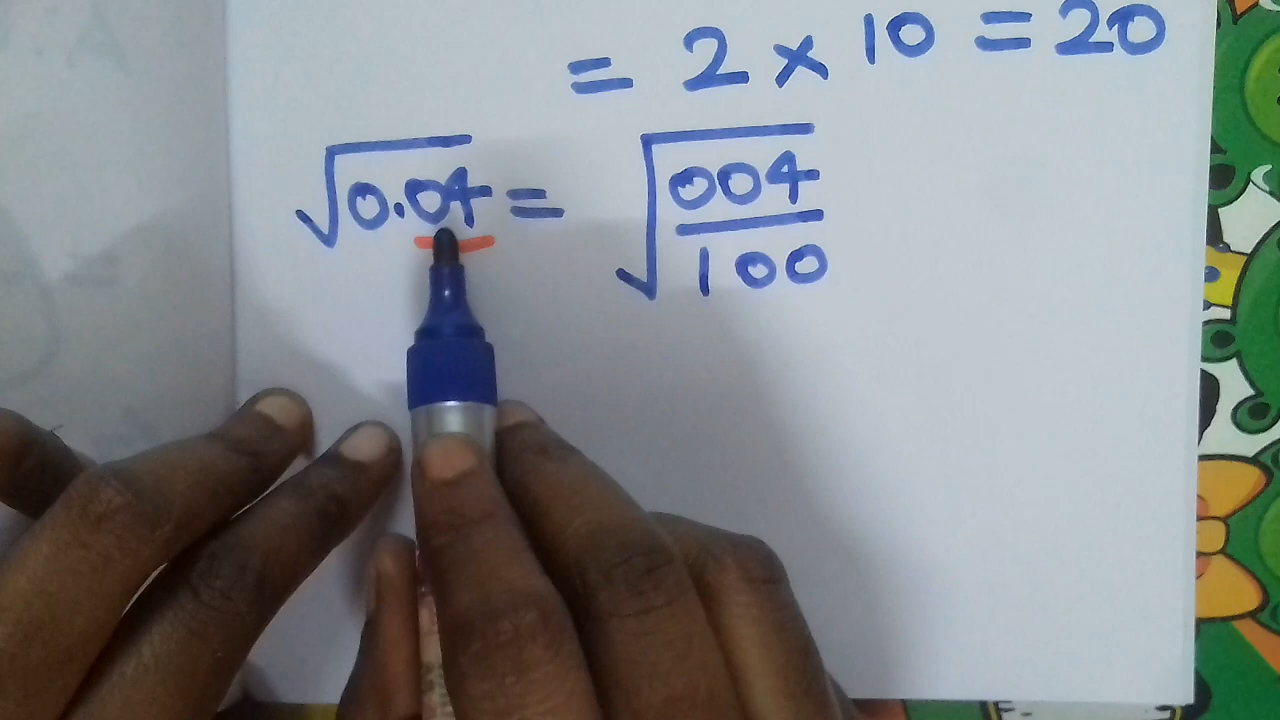 = 2 × 10 = 20
√0.04 = √004/100